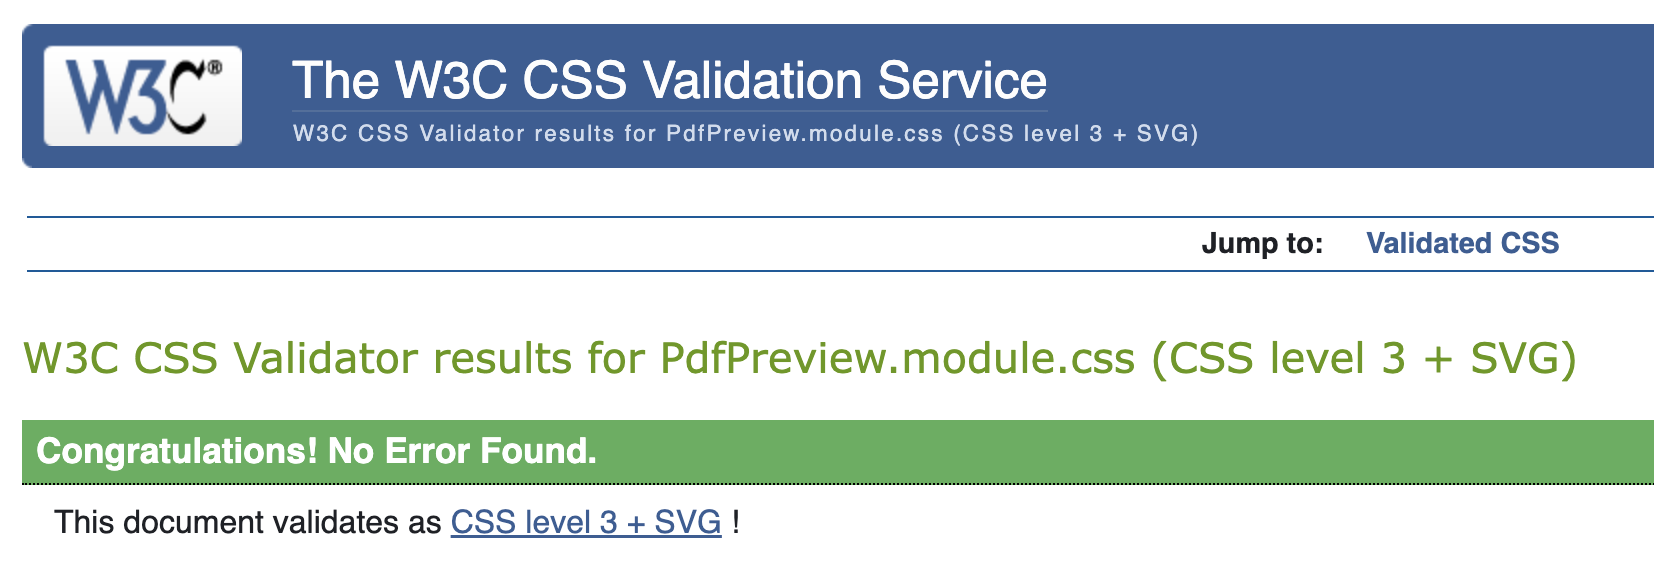 W3C®
The W3C CSS Validation Service
W3C CSS Validator results for PdfPreview.module.css (CSS level 3 + SVG)
Jump to: Validated CSS
W3C CSS Validator results for PdfPreview.module.css (CSS level 3 + SVG)
Congratulations! No Error Found.
This document validates as CSS level 3 + SVG !